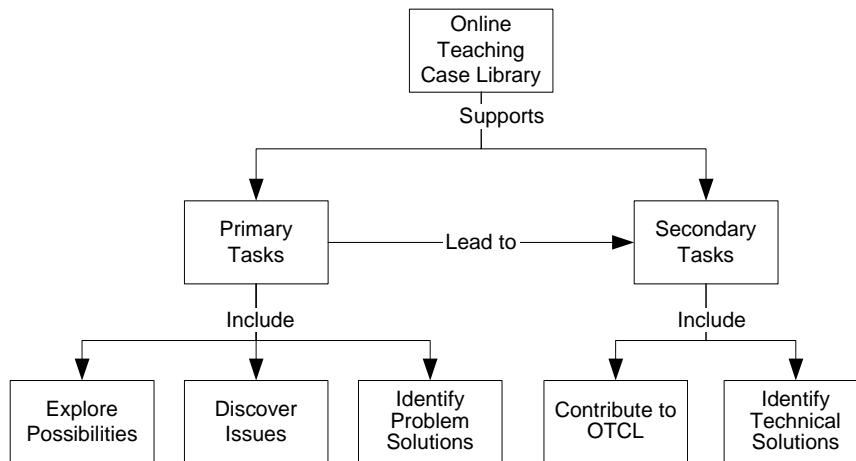 Online
Teaching
Case Library
Supports
Primary
Tasks
Lead to
Secondary
Tasks
Include
Include
Explore
Possibilities
Discover
Issues
Identify
Problem
Solutions
Contribute to
OTCL
Identify
Technical
Solutions